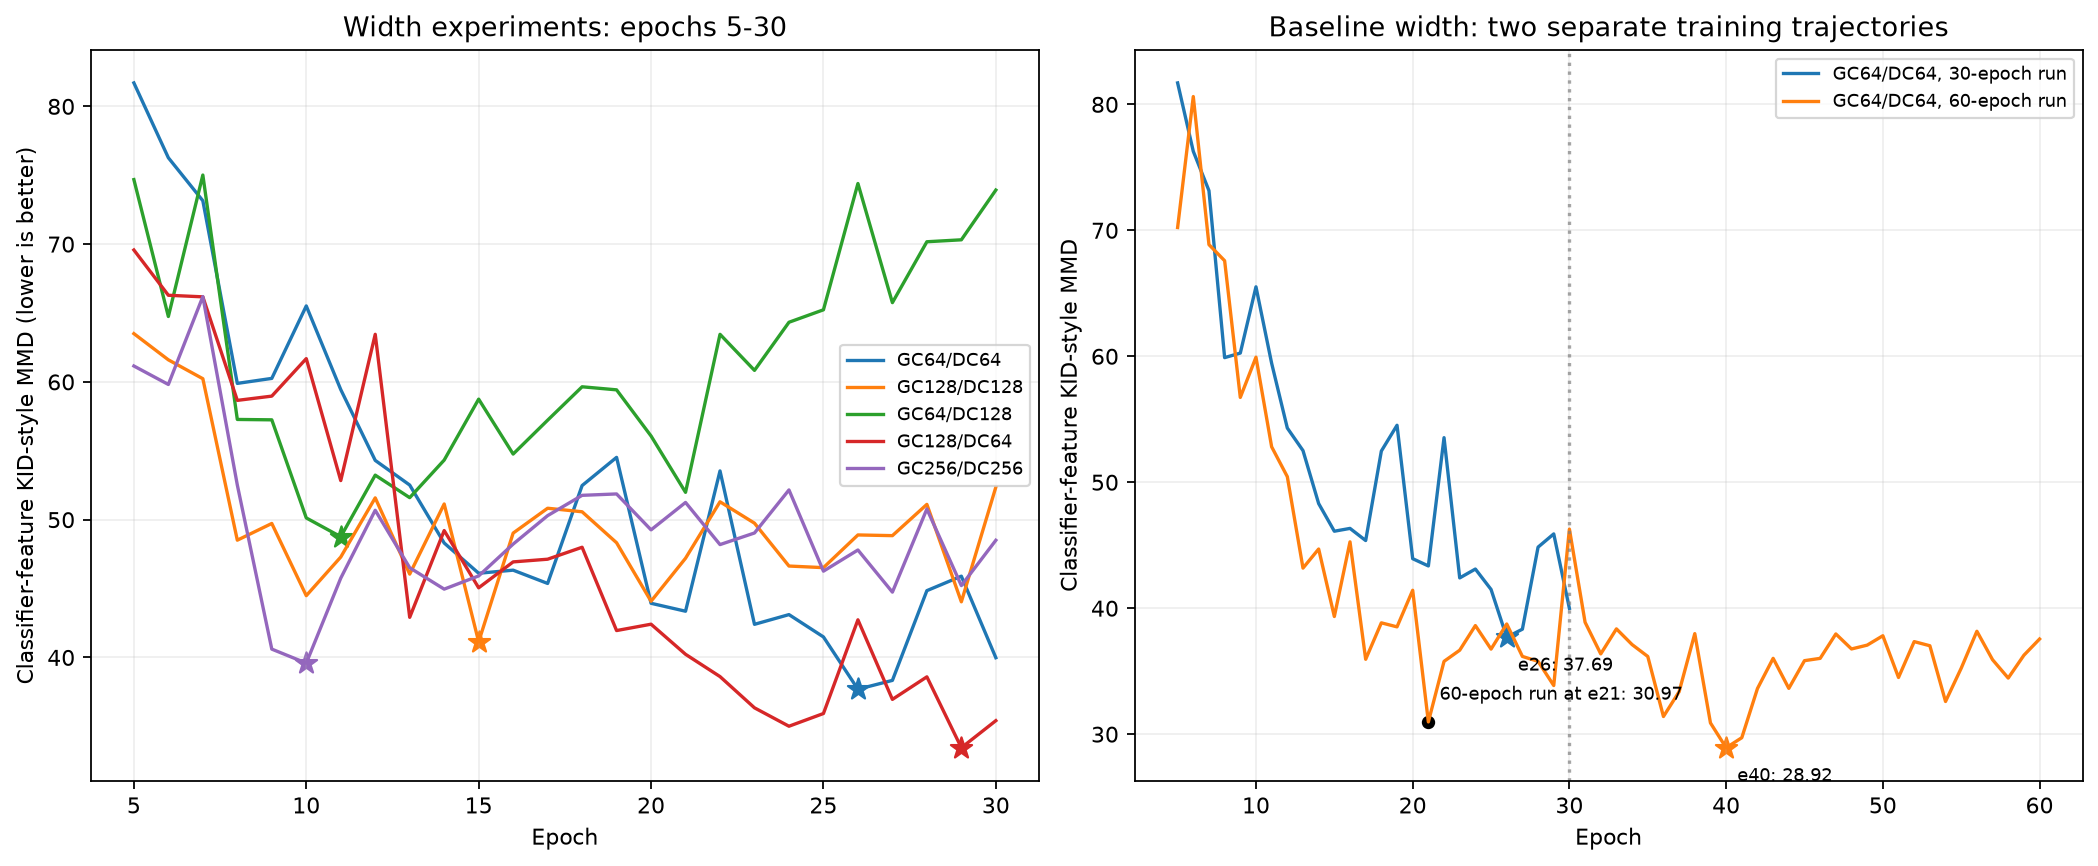 Width experiments: epochs 5-30
Classifier-feature KID-style MMD (lower is better)
80
70
60
50
40
5
10
15
20
25
30
Epoch
GC64/DC64
GC128/DC128
GC64/DC128
GC128/DC64
GC256/DC256
Baseline width: two separate training trajectories
Classifier-feature KID-style MMD
80
70
60
50
40
30
10
20
30
40
50
60
Epoch
GC64/DC64, 30-epoch run
GC64/DC64, 60-epoch run
e26: 37.69
60-epoch run at e21: 30.97
e40: 28.92